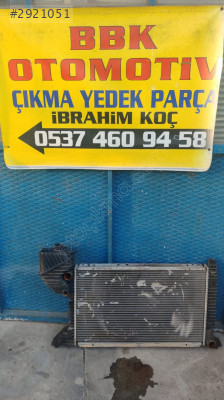 #2921051
BBK
OTOMOTIV
ÇIKMA YEDEK PARÇA
İBRAHİM KOÇ
0537 460 94 58